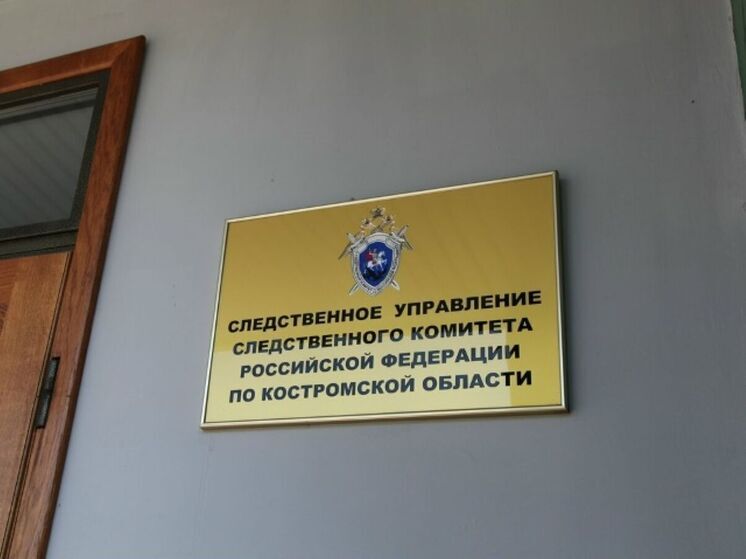 СЛЕДСТВЕННОЕ УПРАВЛЕНИЕ
СЛЕДСТВЕННОГО КОМИТЕТА
РОССИЙСКОЙ ФЕДЕРАЦИИ
ПО КОСТРОМСКОЙ ОБЛАСТИ